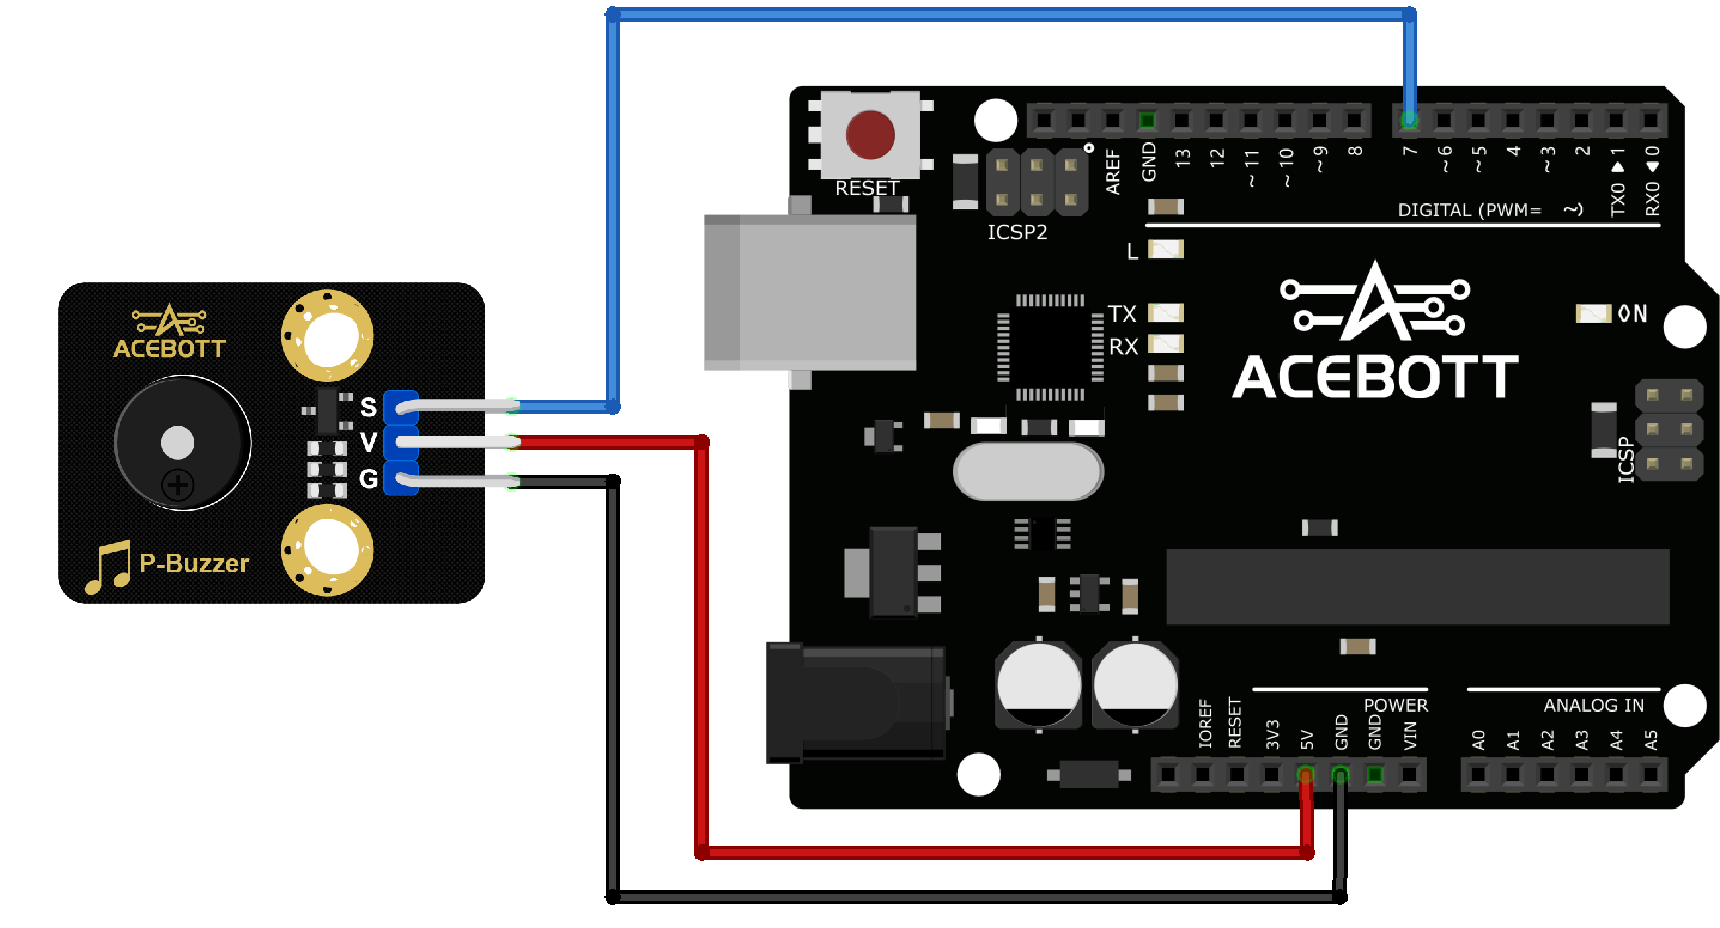 RESET
ICSP2
AREF
GND
13
12
~11
~10
~9
8
7
~6
~5
4
~3
2
TX0 ▶ 1
RX0 ◀ 0
DIGITAL (PWM= ~)
L
TX
RX
ACEBOTT
ON
ICSP
ACEBOTT
S
V
G
P-Buzzer
POWER
ANALOG IN
IOREF
RESET
3V3
5V
GND
GND
VIN
A0
A1
A2
A3
A4
A5